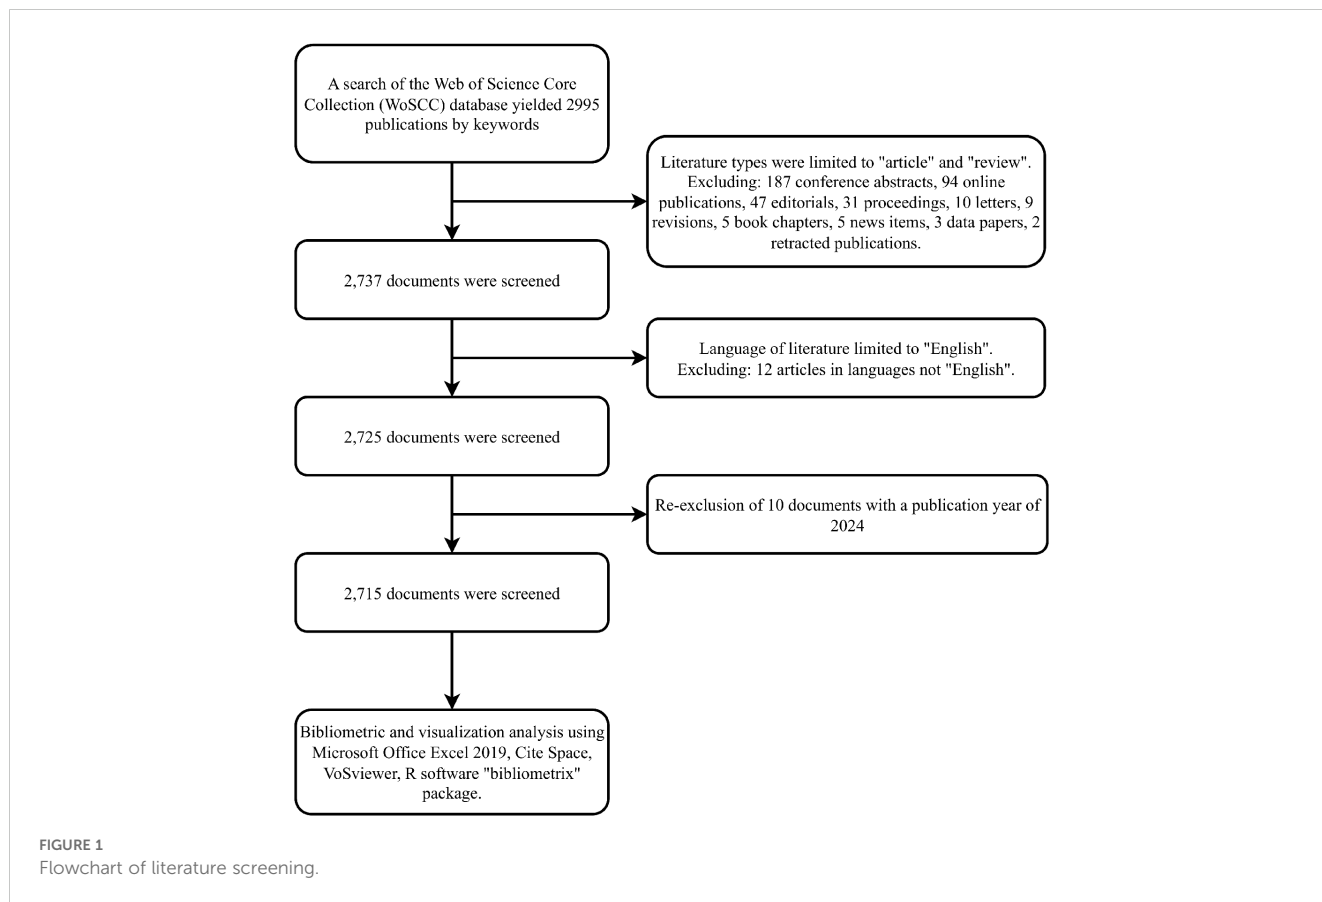 A search of the Web of Science Core
Collection (WoSCC) database yielded 2995
publications by keywords
Literature types were limited to "article" and "review".
Excluding: 187 conference abstracts, 94 online
publications, 47 editorials, 31 proceedings, 10 letters, 9
revisions, 5 book chapters, 5 news items, 3 data papers, 2
retracted publications.
2,737 documents were screened
Language of literature limited to "English".
Excluding: 12 articles in languages not "English".
2,725 documents were screened
Re-exclusion of 10 documents with a publication year of
2024
2,715 documents were screened
Bibliometric and visualization analysis using
Microsoft Office Excel 2019, Cite Space,
VoSviewer, R software "bibliometrix"
package.
FIGURE 1
Flowchart of literature screening.